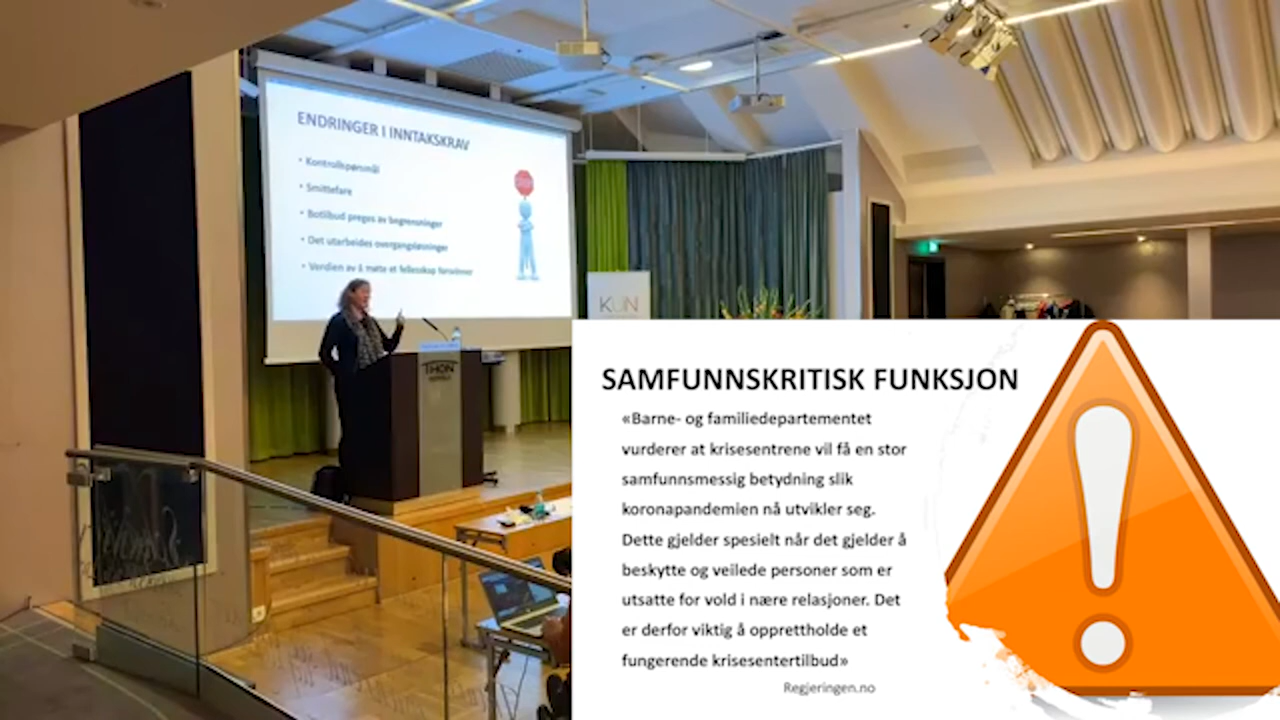 ENDRINGER I INNTAKSKRAV
• Kontrollspørsmål
• Smittefare
• Botilbud preges av begrensninger
• Det utarbeides overgangsløsninger
• Verdien av å møte et fellesskap forsvinner
KUN
THON
HOTELS
SAMFUNNSKRITISK FUNKSJON
«Barne- og familiedepartementet
vurderer at krisesentrene vil få en stor
samfunnsmessig betydning slik
koronapandemien nå utvikler seg.
Dette gjelder spesielt når det gjelder å
beskytte og veilede personer som er
utsatte for vold i nære relasjoner. Det
er derfor viktig å opprettholde et
fungerende krisesentertilbud»
Regjeringen.no